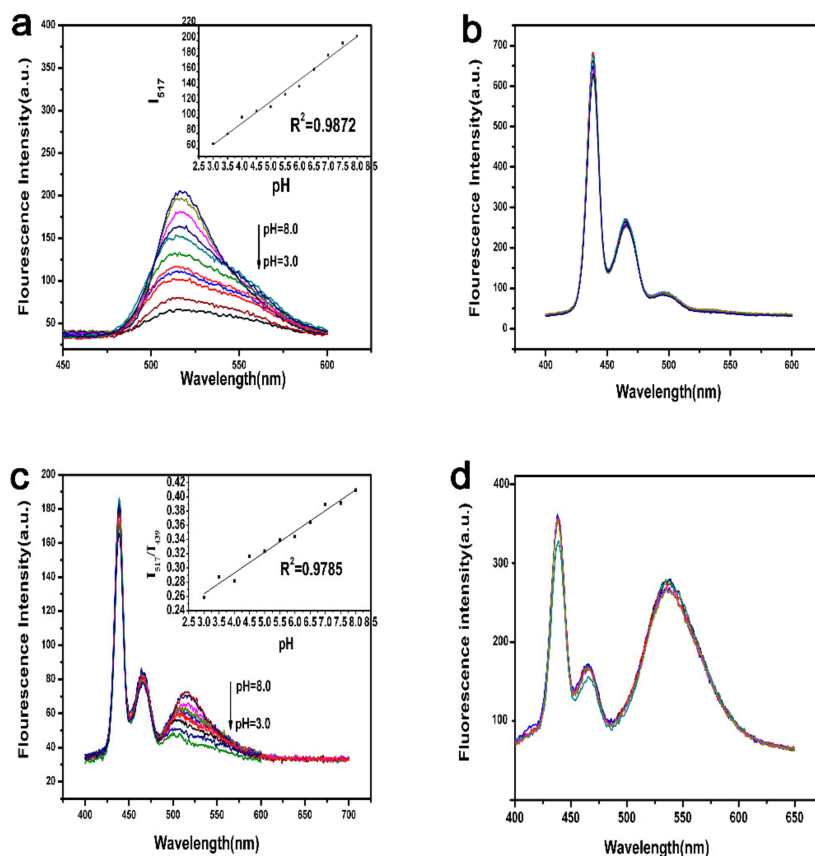 a
Flourescence Intensity(a.u.)
400
350
300
250
200
150
100
50
450
500
550
600
Wavelength(nm)
I517
220
200
180
160
140
120
100
80
60
R2=0.9872
2.5 3.0 3.5 4.0 4.5 5.0 5.5 6.0 6.5 7.0 7.5 8.0 8.5
pH
pH=8.0
pH=3.0
b
Flourescence Intensity(a.u.)
700
600
500
400
300
200
100
0
400 450 500 550 600
Wavelength(nm)
c
Flourescence Intensity(a.u.)
200
180
160
140
120
100
80
60
40
20
400 450 500 550 600 650 700
Wavelength(nm)
I517/I439
0.42
0.40
0.38
0.36
0.34
0.32
0.30
0.28
0.26
0.24
R2=0.9785
2.5 3.0 3.5 4.0 4.5 5.0 5.5 6.0 6.5 7.0 7.5 8.0 8.5
pH
pH=8.0
pH=3.0
d
Fluorescence intensity(a.u.)
400
300
200
100
400 450 500 550 600 650
Wavelength(nm)